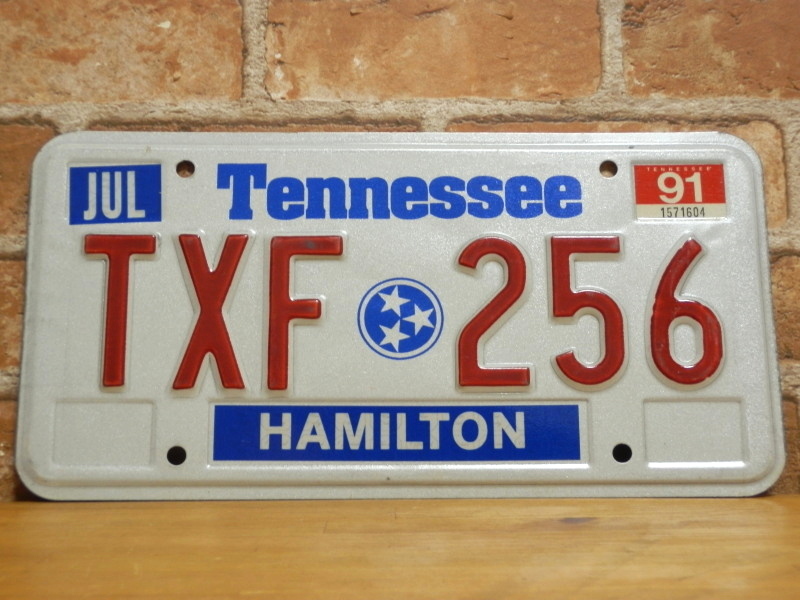 JUL Tennessee TENNESSEE 91
1571604
TXF 256
HAMILTON